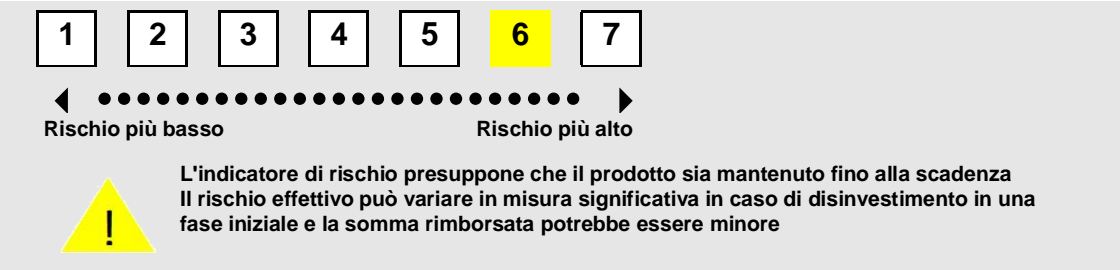 1 2 3 4 5 6 7
Rischio più basso Rischio più alto
L'indicatore di rischio presuppone che il prodotto sia mantenuto fino alla scadenza
Il rischio effettivo può variare in misura significativa in caso di disinvestimento in una
fase iniziale e la somma rimborsata potrebbe essere minore
!